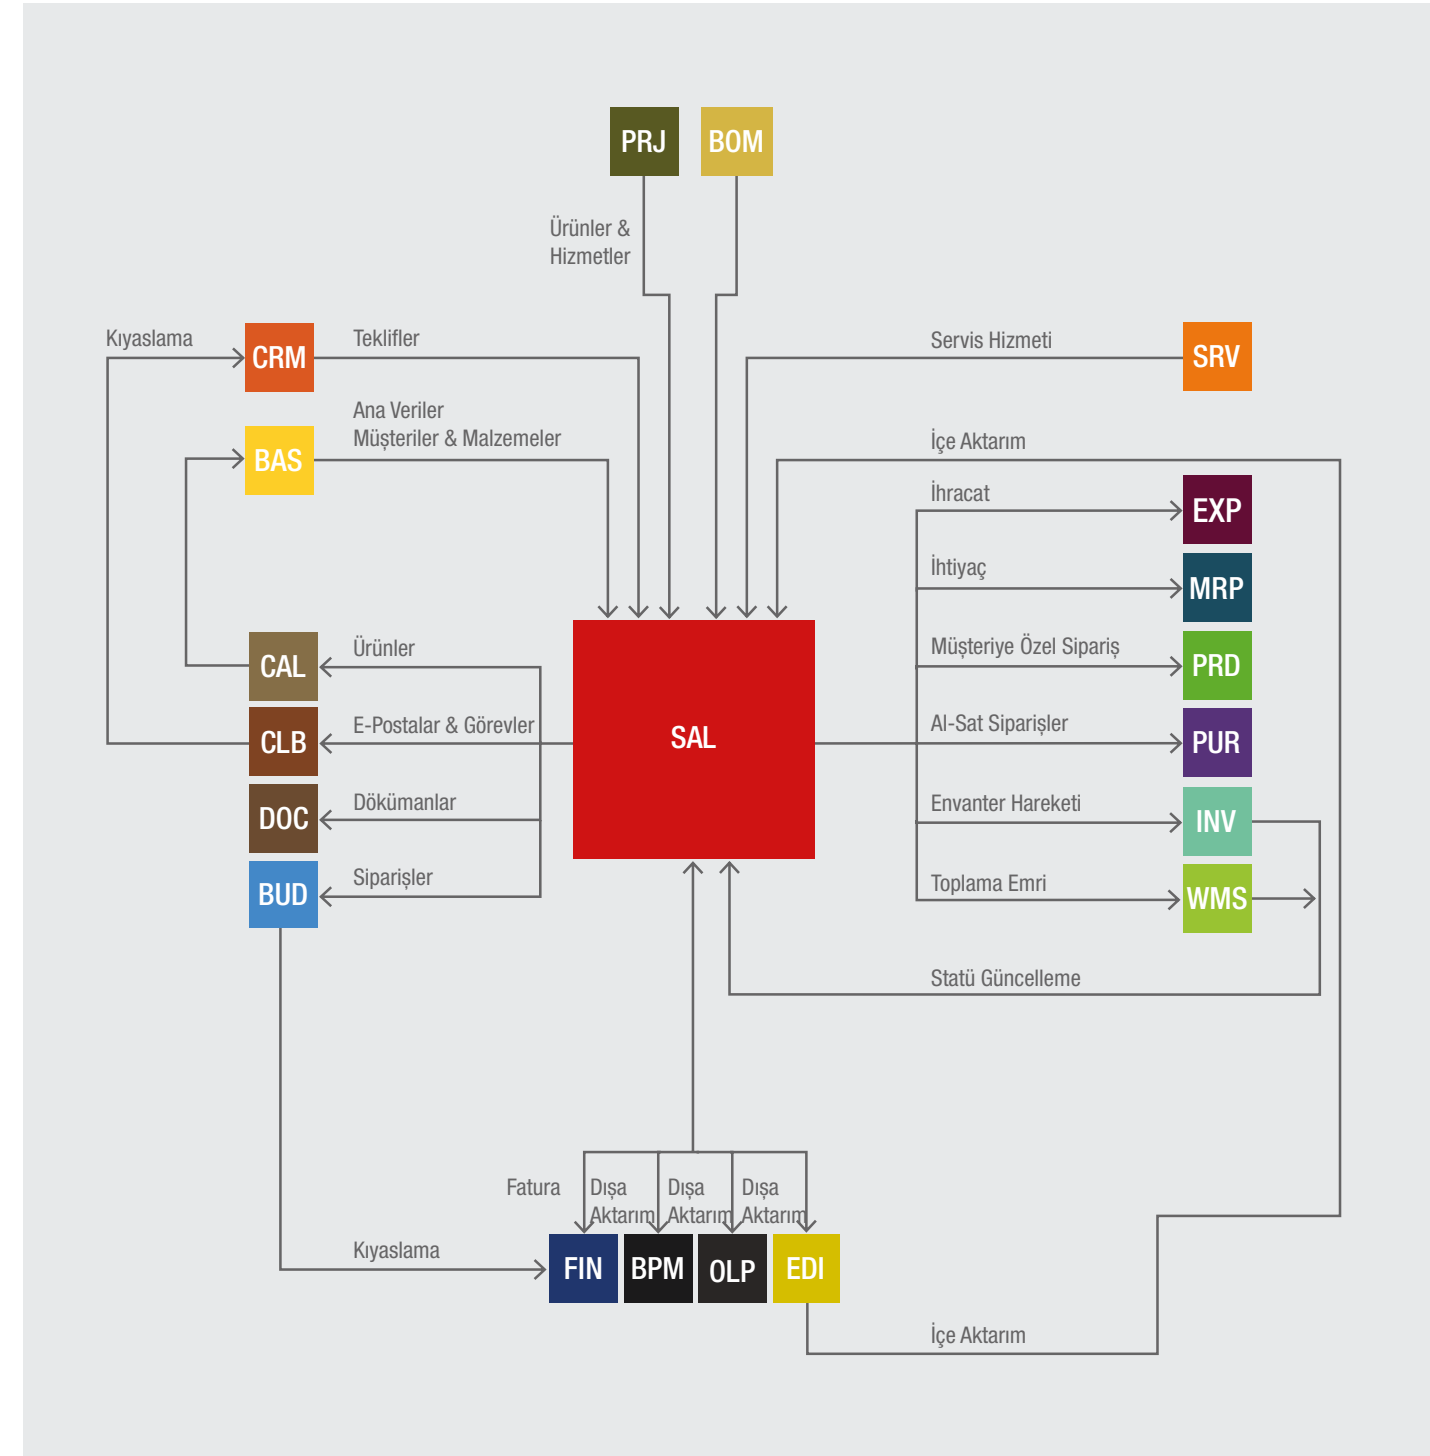 PRJ
BOM
Ürünler &
Hizmetler
Kıyaslama
CRM
Teklifler
Servis Hizmeti
SRV
Ana Veriler
Müşteriler & Malzemeler
BAS
İçe Aktarım
İhracat
EXP
İhtiyaç
MRP
CAL
Ürünler
SAL
Müşteriye Özel Sipariş
PRD
CLB
E-Postalar & Görevler
Al-Sat Siparişler
PUR
DOC
Dökümanlar
Envanter Hareketi
INV
BUD
Siparişler
Toplama Emri
WMS
Statü Güncelleme
Fatura
Dışa
Aktarım
Dışa
Aktarım
Dışa
Aktarım
Kıyaslama
FIN
BPM
OLP
EDI
İçe Aktarım